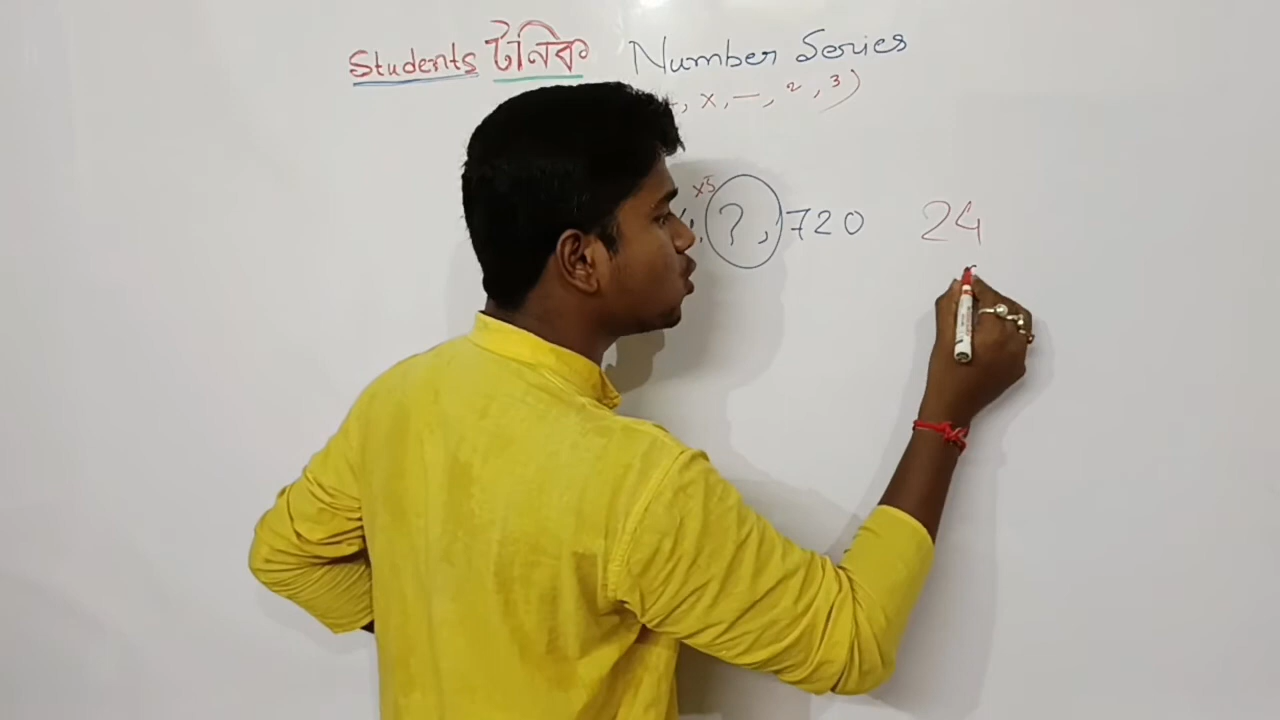 Students টনিক Number Series
, x, –, ², ³)
x5
?, 720 24